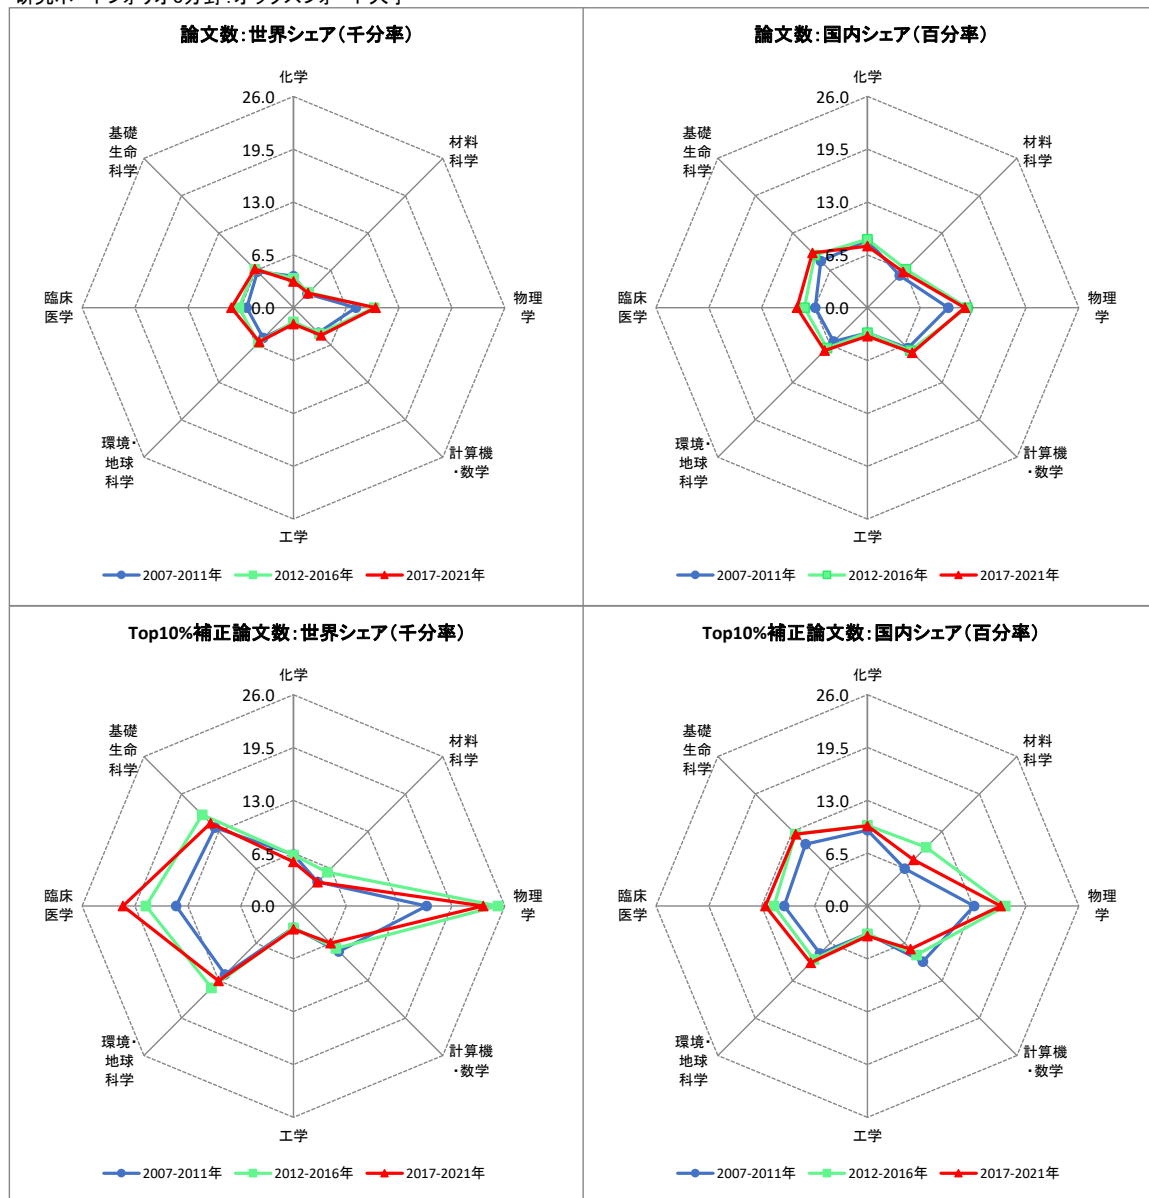 論文数：世界シェア（千分率）
化学
材料
科学
物理
学
計算機
・数学
工学
環境・
地球
科学
臨床
医学
基礎
生命
科学
26.0
19.5
13.0
6.5
0.0
2007-2011年
2012-2016年
2017-2021年
論文数：国内シェア（百分率）
化学
材料
科学
物理
学
計算機
・数学
工学
環境・
地球
科学
臨床
医学
基礎
生命
科学
26.0
19.5
13.0
6.5
0.0
2007-2011年
2012-2016年
2017-2021年
Top10%補正論文数：世界シェア（千分率）
化学
材料
科学
物理
学
計算機
・数学
工学
環境・
地球
科学
臨床
医学
基礎
生命
科学
26.0
19.5
13.0
6.5
0.0
2007-2011年
2012-2016年
2017-2021年
Top10%補正論文数：国内シェア（百分率）
化学
材料
科学
物理
学
計算機
・数学
工学
環境・
地球
科学
臨床
医学
基礎
生命
科学
26.0
19.5
13.0
6.5
0.0
2007-2011年
2012-2016年
2017-2021年